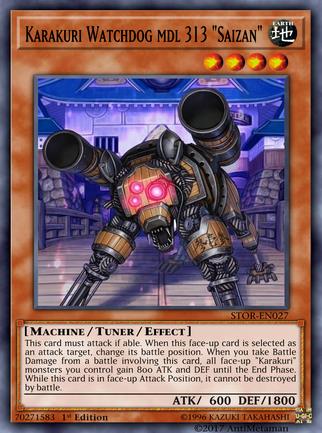 Karakuri Watchdog mdl 313 "Saizan"
EARTH
地
STOR-EN027
[Machine / Tuner / Effect]
This card must attack if able. When this face-up card is selected as
an attack target, change its battle position. When you take Battle
Damage from a battle involving this card, all face-up "Karakuri"
monsters you control gain 800 ATK and DEF until the End Phase.
While this card is in face-up Attack Position, it cannot be destroyed
by battle.
ATK/ 600 DEF/1800
70271583 1st Edition ©1996 KAZUKI TAKAHASHI
©2017 AntiMetaman